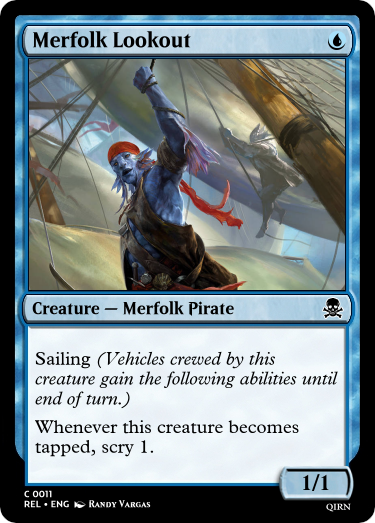 Merfolk Lookout
Creature — Merfolk Pirate
Sailing (Vehicles crewed by this
creature gain the following abilities until
end of turn.)
Whenever this creature becomes
tapped, scry 1.
1/1
C 0011
REL • ENG Randy Vargas
QIRN